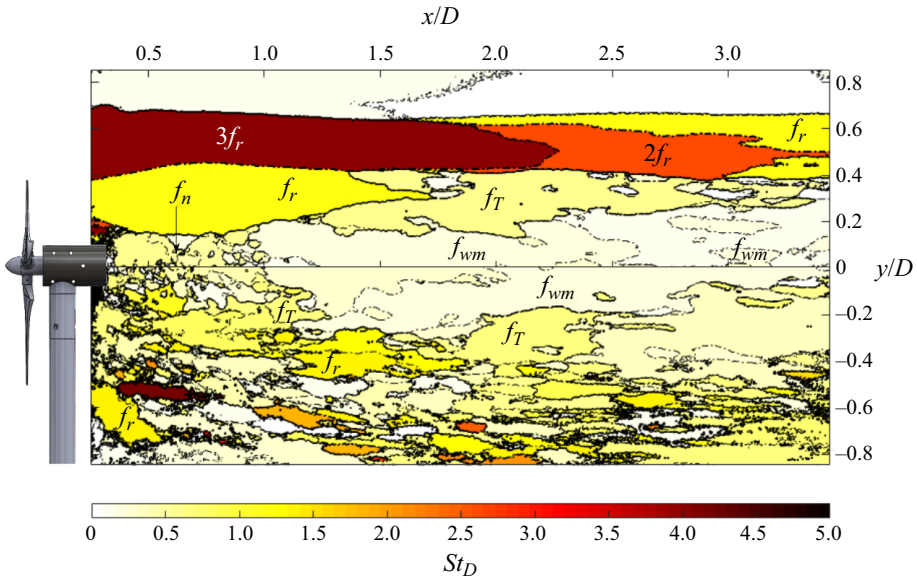 x/D
0.5 1.0 1.5 2.0 2.5 3.0
0.8
3f_r f_r 0.6
2f_r
0.4
f_n f_r f_T
0.2
f_wm f_wm
0 y/D
f_wm
f_T f_T –0.2
f_r –0.4
f_r –0.6
–0.8
0 0.5 1.0 1.5 2.0 2.5 3.0 3.5 4.0 4.5 5.0
St_D